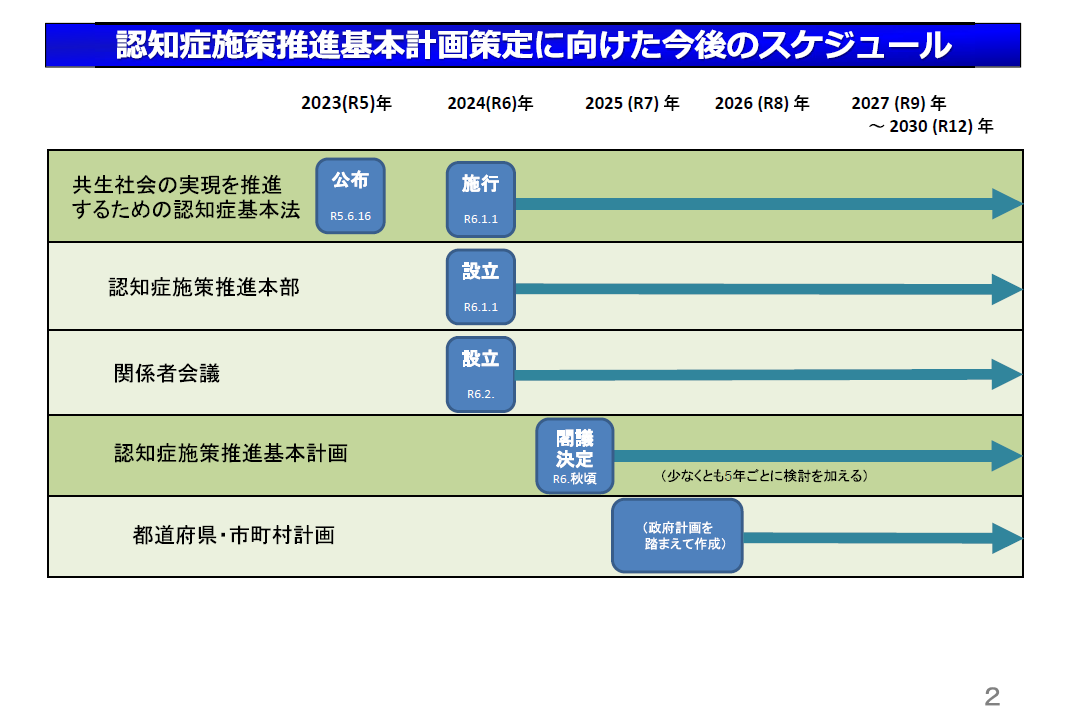 認知症施策推進基本計画策定に向けた今後のスケジュール
2023(R5)年
2024(R6)年
2025 (R7) 年
2026 (R8) 年
2027 (R9) 年
～ 2030 (R12) 年
共生社会の実現を推進
するための認知症基本法
公布
R5.6.16
施行
R6.1.1
認知症施策推進本部
設立
R6.1.1
関係者会議
設立
R6.2.
認知症施策推進基本計画
閣議
決定
R6.秋頃
（少なくとも5年ごとに検討を加える）
都道府県・市町村計画
（政府計画を
踏まえて作成）
2